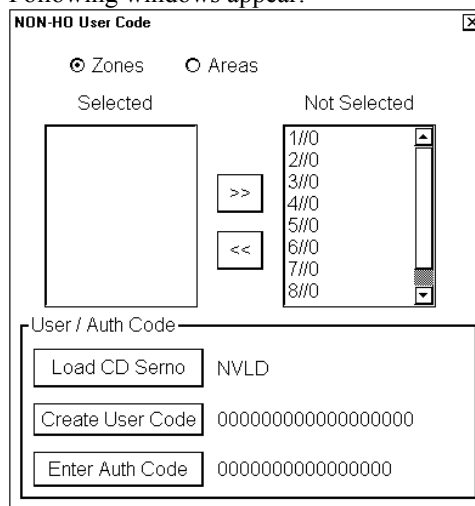 Following windows appear:
NON-HO User Code
Zones Areas
Selected Not Selected
1//0
2//0
3//0
4//0
5//0
6//0
7//0
8//0
>>
<<
User / Auth Code
Load CD Serno NVLD
Create User Code 00000000000000000
Enter Auth Code 0000000000000000